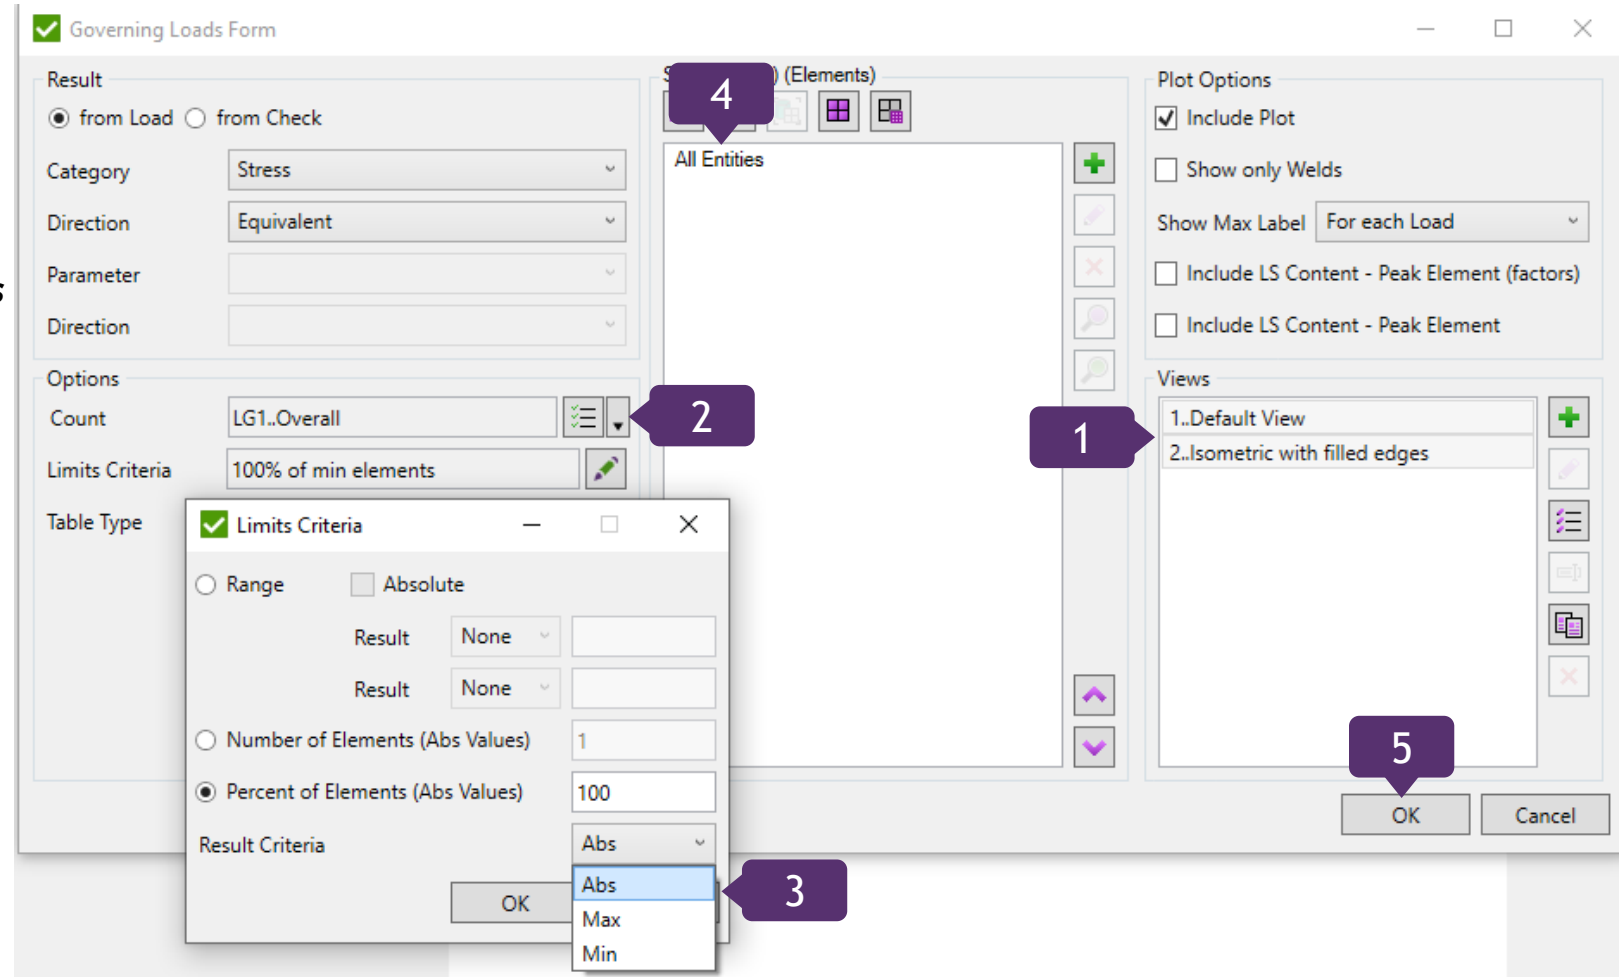 Governing Loads Form
Result
from Load from Check
Category Stress
Direction Equivalent
Parameter
Direction
Options
Count LG1..Overall
Limits Criteria 100% of min elements
Table Type
2
Limits Criteria
Range Absolute
Result None
Result None
Number of Elements (Abs Values) 1
Percent of Elements (Abs Values) 100
Result Criteria Abs
OK
Abs
Max
Min
3
(Elements)
4
All Entities
Plot Options
Include Plot
Show only Welds
Show Max Label For each Load
Include LS Content - Peak Element (factors)
Include LS Content - Peak Element
Views
1
1..Default View
2..Isometric with filled edges
5
OK Cancel